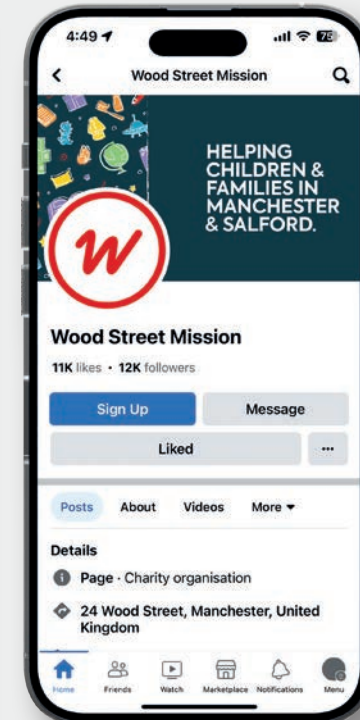 4:49
75
Wood Street Mission
HELPING
CHILDREN &
FAMILIES IN
MANCHESTER
& SALFORD.
w
Wood Street Mission
11K likes • 12K followers
Sign Up
Message
Liked
...
Posts
About
Videos
More
Details
Page · Charity organisation
24 Wood Street, Manchester, United
Kingdom
Home
Friends
Watch
Marketplace
Notifications
Menu